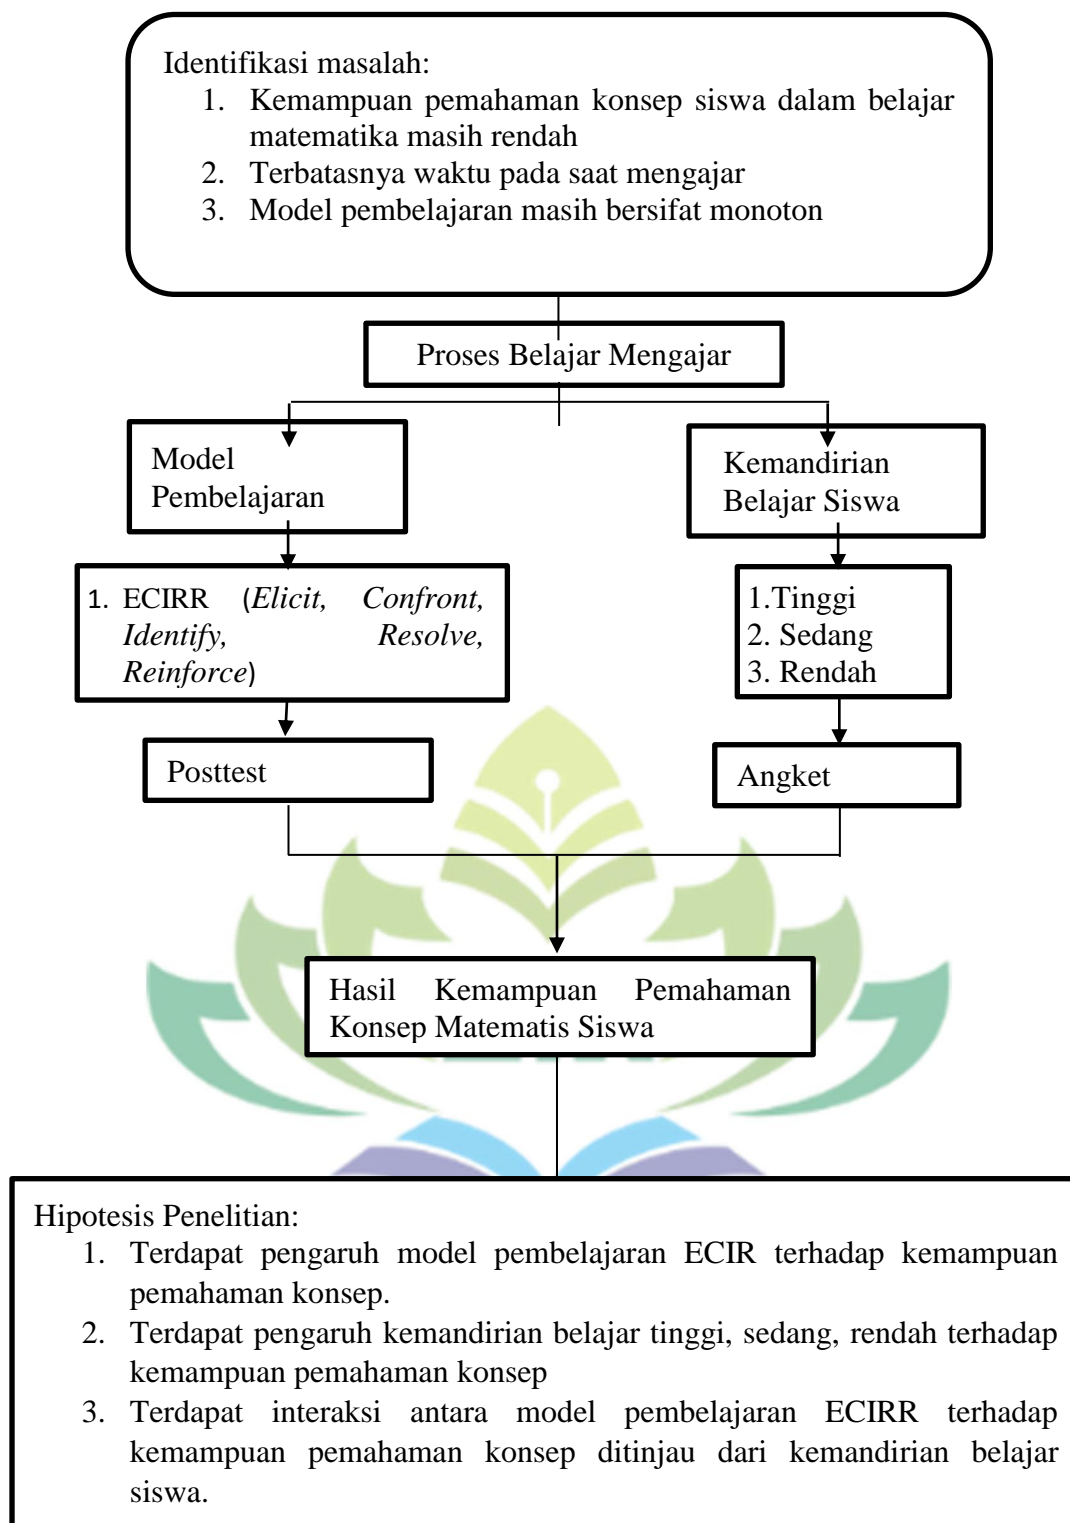 Identifikasi masalah:
1. Kemampuan pemahaman konsep siswa dalam belajar
matematika masih rendah
2. Terbatasnya waktu pada saat mengajar
3. Model pembelajaran masih bersifat monoton
Proses Belajar Mengajar
Model
Pembelajaran
Kemandirian
Belajar Siswa
1. ECIRR (Elicit, Confront,
Identify, Resolve,
Reinforce)
1.Tinggi
2. Sedang
3. Rendah
Posttest
Angket
Hasil Kemampuan Pemahaman
Konsep Matematis Siswa
Hipotesis Penelitian:
1. Terdapat pengaruh model pembelajaran ECIR terhadap kemampuan
pemahaman konsep.
2. Terdapat pengaruh kemandirian belajar tinggi, sedang, rendah terhadap
kemampuan pemahaman konsep
3. Terdapat interaksi antara model pembelajaran ECIRR terhadap
kemampuan pemahaman konsep ditinjau dari kemandirian belajar
siswa.